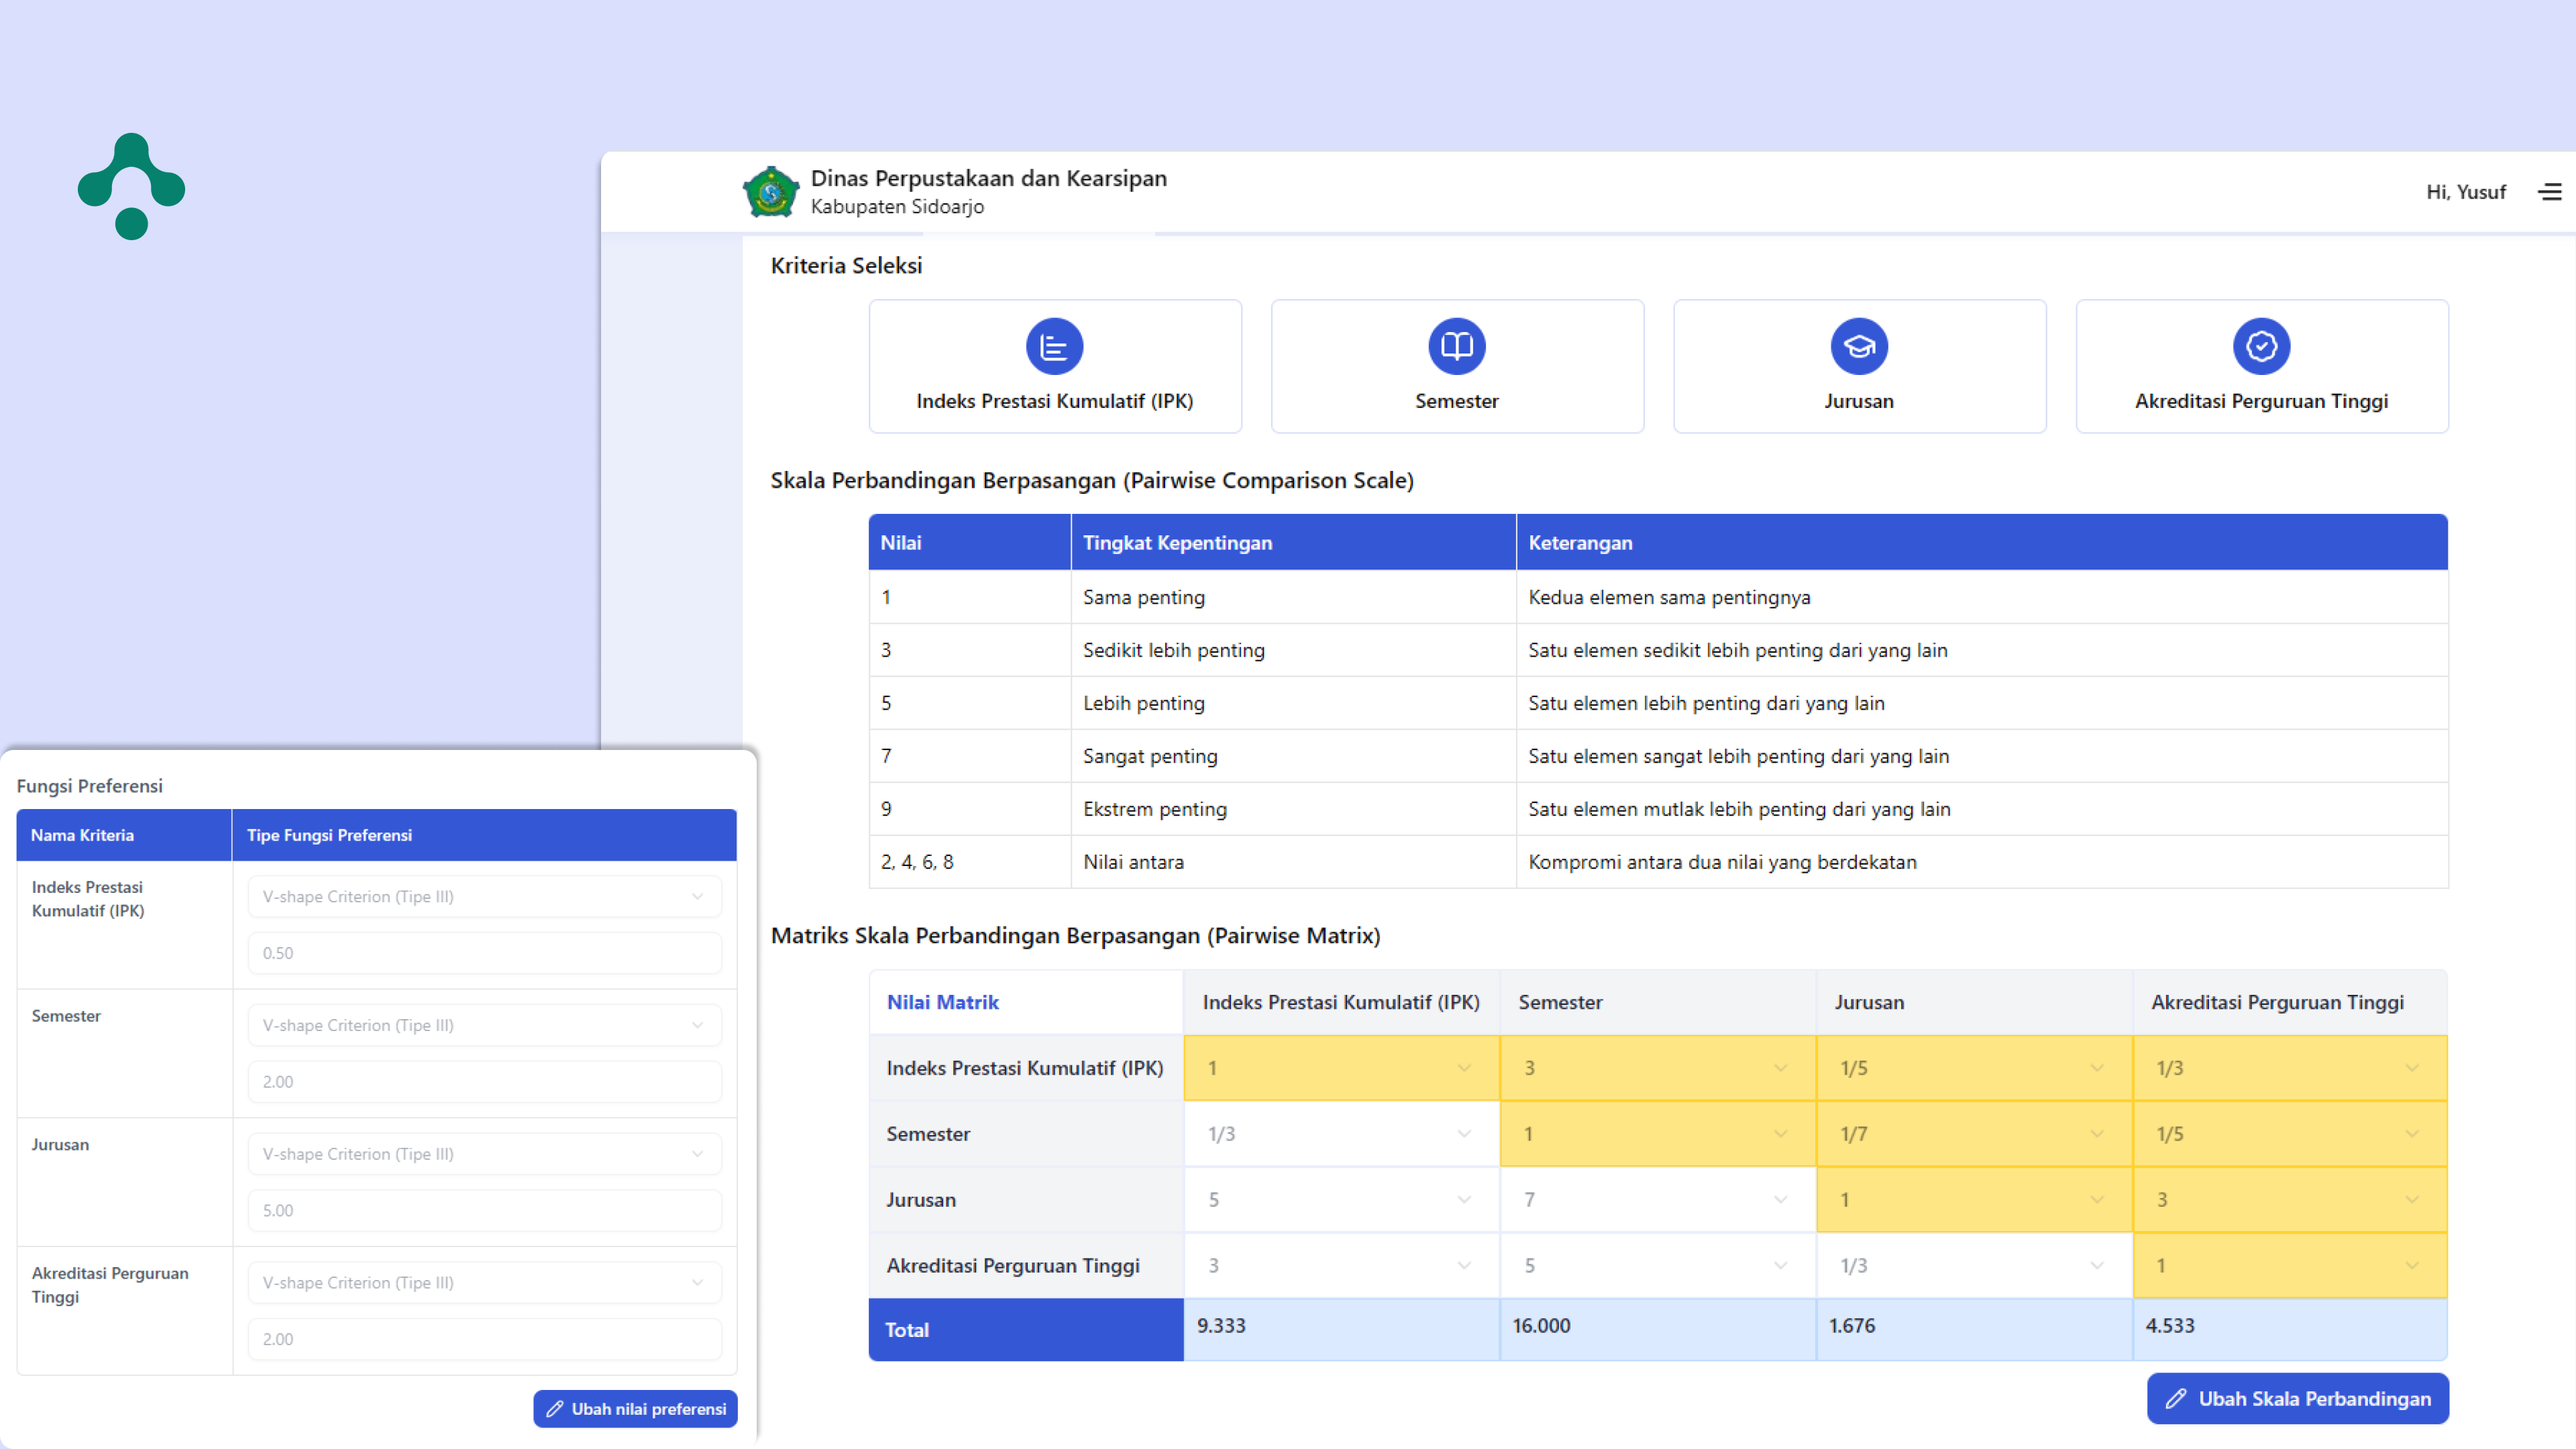 Dinas Perpustakaan dan Kearsipan
Kabupaten Sidoarjo
Hi, Yusuf
Kriteria Seleksi
Indeks Prestasi Kumulatif (IPK)
Semester
Jurusan
Akreditasi Perguruan Tinggi
Skala Perbandingan Berpasangan (Pairwise Comparison Scale)
Nilai Tingkat Kepentingan Keterangan
1 Sama penting Kedua elemen sama pentingnya
3 Sedikit lebih penting Satu elemen sedikit lebih penting dari yang lain
5 Lebih penting Satu elemen lebih penting dari yang lain
7 Sangat penting Satu elemen sangat lebih penting dari yang lain
9 Ekstrem penting Satu elemen mutlak lebih penting dari yang lain
2, 4, 6, 8 Nilai antara Kompromi antara dua nilai yang berdekatan
Matriks Skala Perbandingan Berpasangan (Pairwise Matrix)
Nilai Matrik Indeks Prestasi Kumulatif (IPK) Semester Jurusan Akreditasi Perguruan Tinggi
Indeks Prestasi Kumulatif (IPK) 1 3 1/5 1/3
Semester 1/3 1 1/7 1/5
Jurusan 5 7 1 3
Akreditasi Perguruan Tinggi 3 5 1/3 1
Total 9.333 16.000 1.676 4.533
Ubah Skala Perbandingan
Fungsi Preferensi
Nama Kriteria Tipe Fungsi Preferensi
Indeks Prestasi
Kumulatif (IPK)
V-shape Criterion (Tipe III)
0.50
Semester
V-shape Criterion (Tipe III)
2.00
Jurusan
V-shape Criterion (Tipe III)
5.00
Akreditasi Perguruan
Tinggi
V-shape Criterion (Tipe III)
2.00
Ubah nilai preferensi